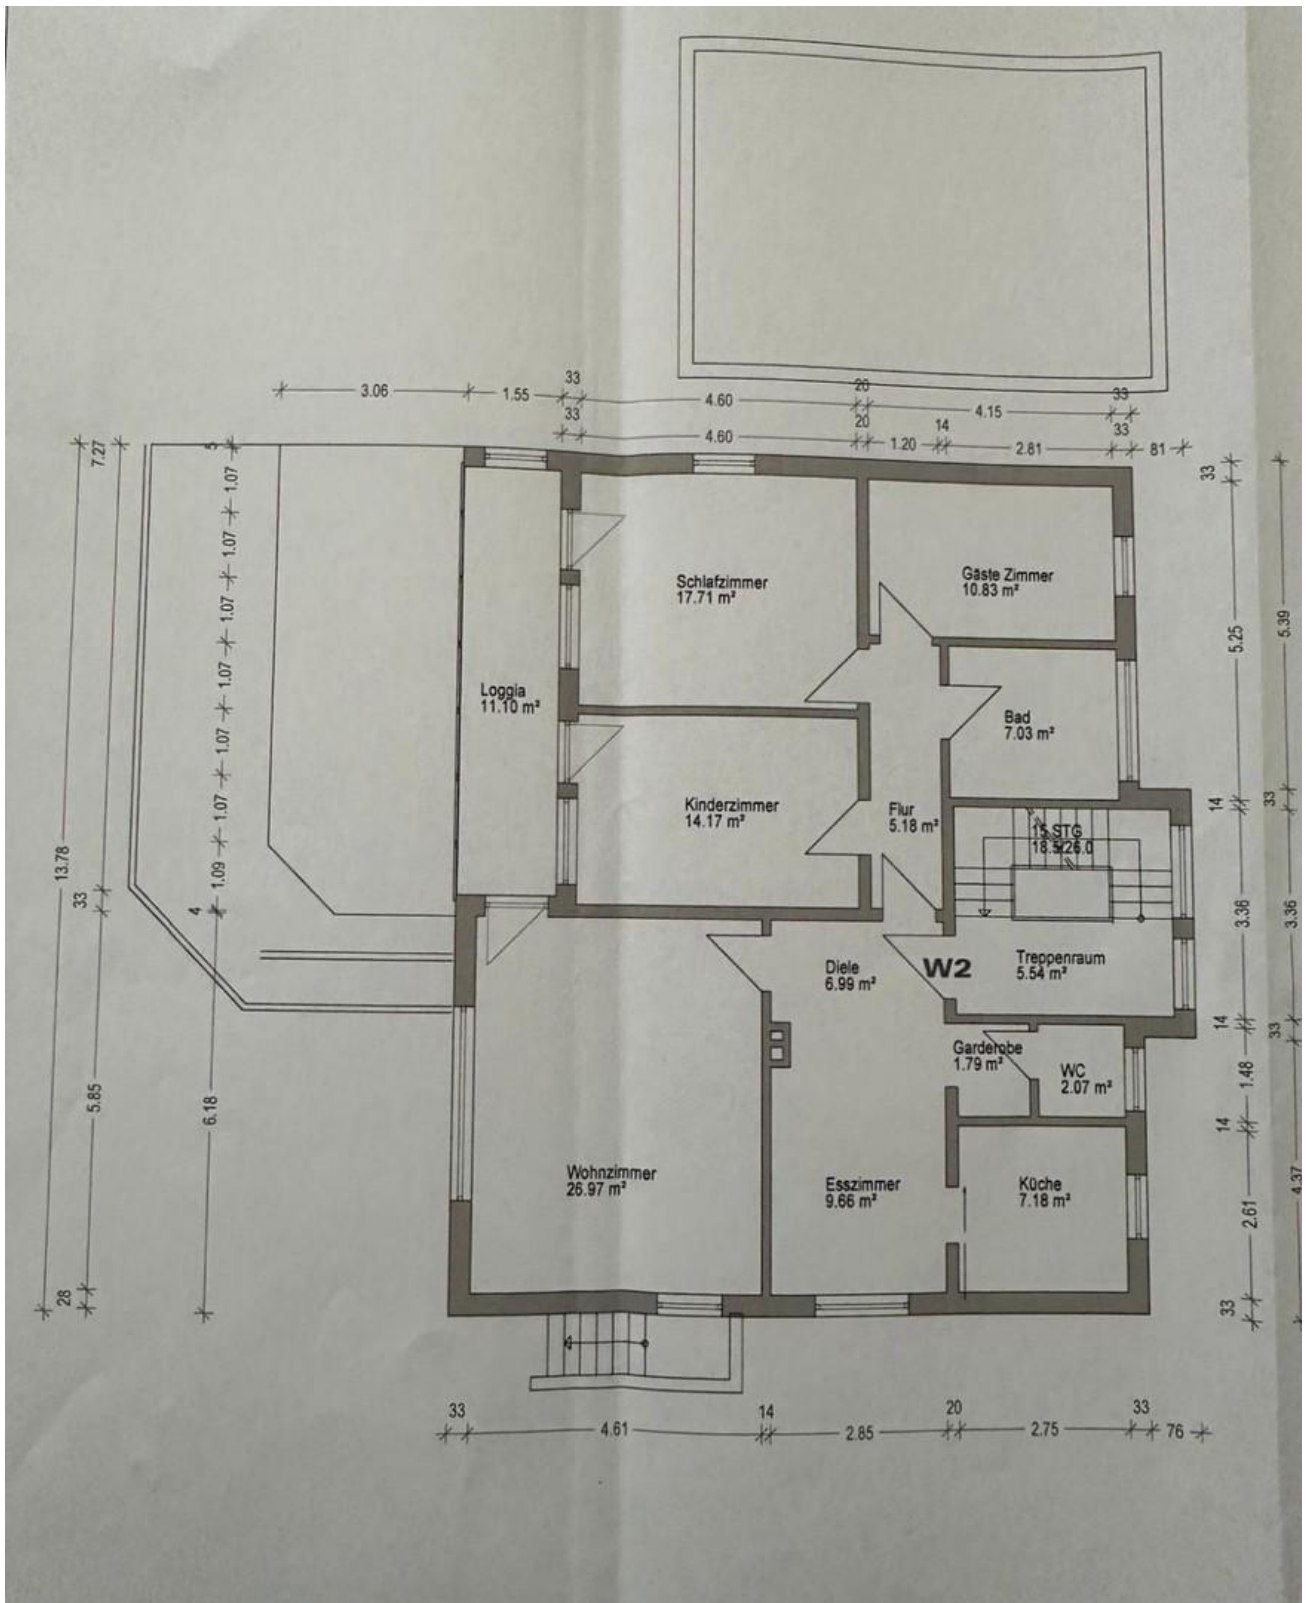 33
20
33
3.06
1.55
4.60
4.15
33
20
14
33
4.60
1.20
2.81
81
7.27
5
1.07
1.07
1.07
1.07
1.07
1.07
1.09
4
13.78
33
5.85
6.18
28
33
5.25
5.39
14
33
3.36
3.36
14
33
1.48
14
2.61
4.37
33
Schlafzimmer
17.71 m²
Gäste Zimmer
10.83 m²
Loggia
11.10 m²
Bad
7.03 m²
Kinderzimmer
14.17 m²
Flur
5.18 m²
15 STG
18.5/26.0
Diele
6.99 m²
W2
Treppenraum
5.54 m²
Garderobe
1.79 m²
WC
2.07 m²
Wohnzimmer
26.97 m²
Esszimmer
9.66 m²
Küche
7.18 m²
33
14
20
33
4.61
2.85
2.75
76